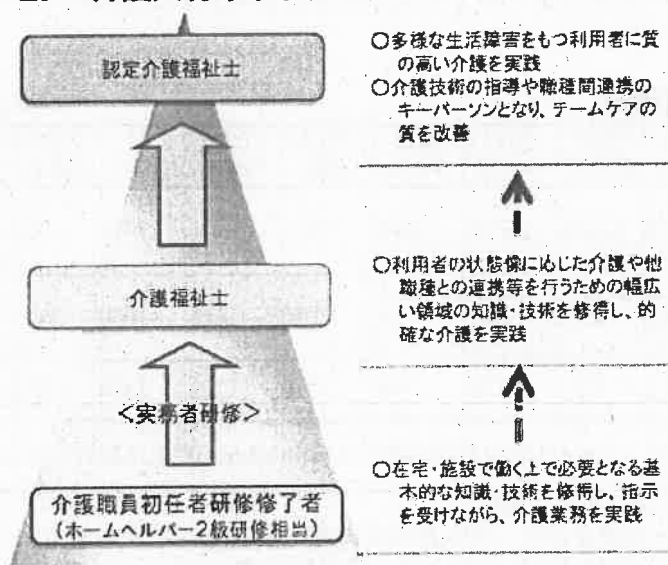 認定介護福祉士
○多様な生活障害をもつ利用者に質
の高い介護を実践
○介護技術の指導や職種間連携の
キーパーソンとなり、チームケアの
質を改善
介護福祉士
○利用者の状態像に応じた介護や他
職種との連携等を行うための幅広
い領域の知識・技術を修得し、的
確な介護を実践
<実務者研修>
介護職員初任者研修修了者
(ホームヘルパー2級研修相当)
○在宅・施設で働く上で必要となる基
本的な知識・技術を修得し、指示
を受けながら、介護業務を実践